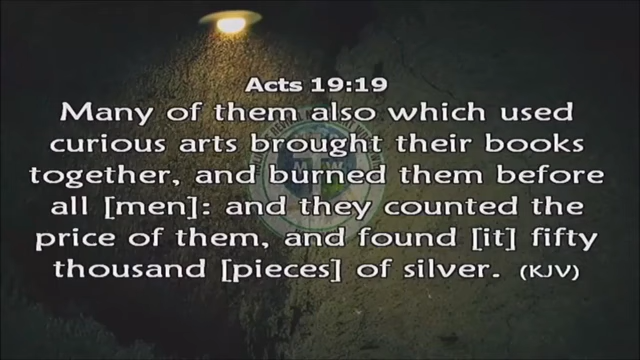 Acts 19:19
Many of them also which used
curious arts brought their books
together, and burned them before
all [men]: and they counted the
price of them, and found [it] fifty
thousand [pieces] of silver. (KJV)